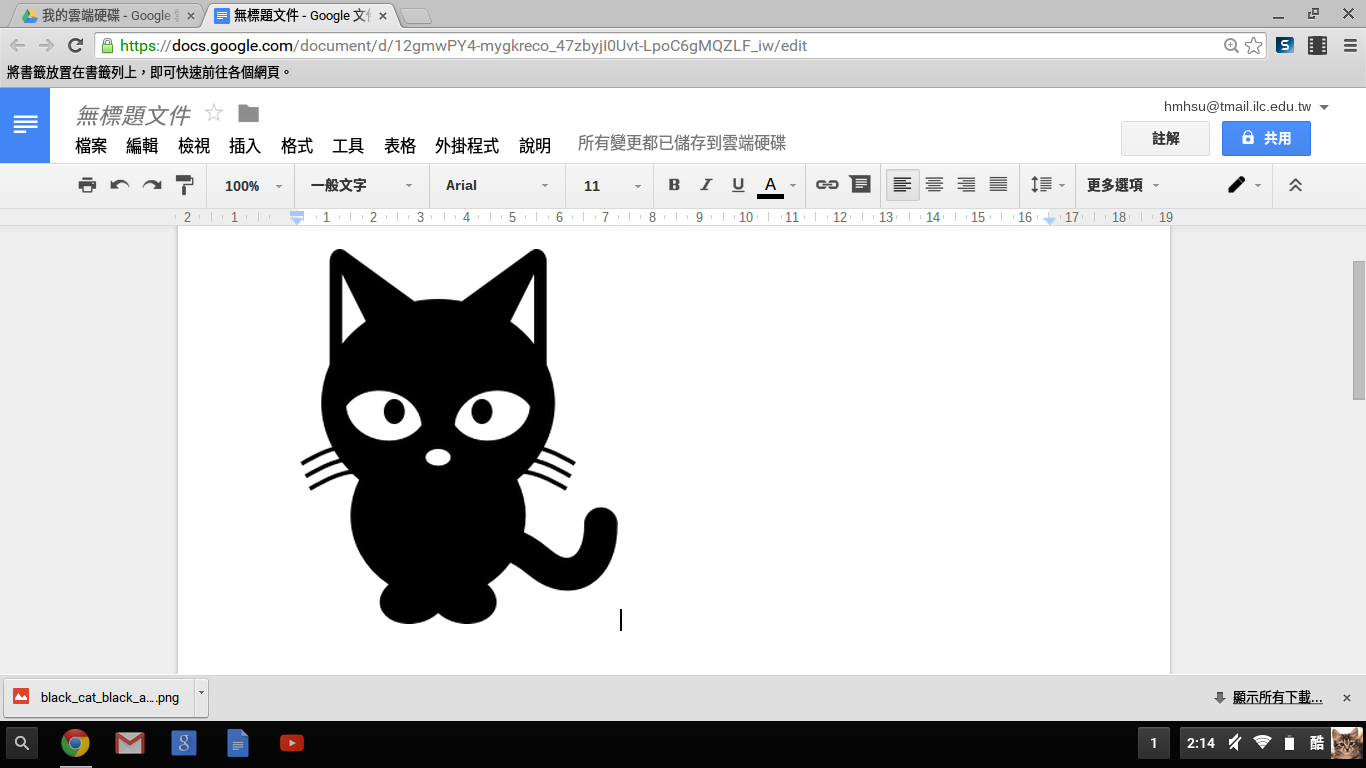 我的雲端硬碟 - Google
無標題文件 - Google 文件
https://docs.google.com/document/d/12gmwPY4-mygkreco_47zbyjI0Uvt-LpoC6gMQZLF_iw/edit
將書籤放置在書籤列上，即可快速前往各個網頁。
無標題文件
hmhsu@tmail.ilc.edu.tw
檔案 編輯 檢視 插入 格式 工具 表格 外掛程式 說明 所有變更都已儲存到雲端硬碟
註解 共用
100% 一般文字 Arial 11 B I U A 更多選項
2 1 1 2 3 4 5 6 7 8 9 10 11 12 13 14 15 16 17 18 19
black_cat_black_a....png
顯示所有下載...
1 2:14 酷